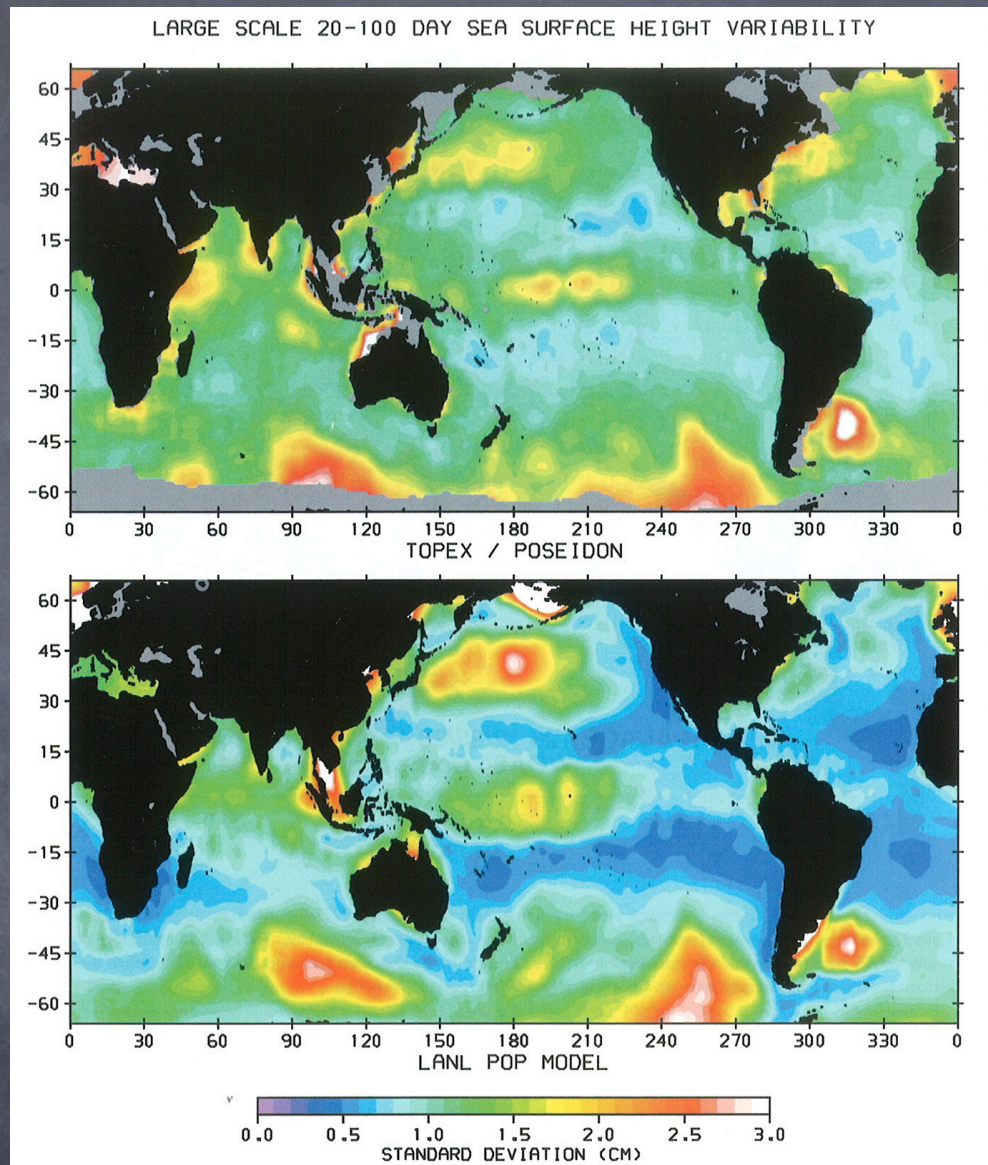 LARGE SCALE 20-100 DAY SEA SURFACE HEIGHT VARIABILITY
60
45
30
15
0
-15
-30
-45
-60
0 30 60 90 120 150 180 210 240 270 300 330 0
TOPEX / POSEIDON
60
45
30
15
0
-15
-30
-45
-60
0 30 60 90 120 150 180 210 240 270 300 330 0
LANL POP MODEL
0.0 0.5 1.0 1.5 2.0 2.5 3.0
STANDARD DEVIATION (CM)